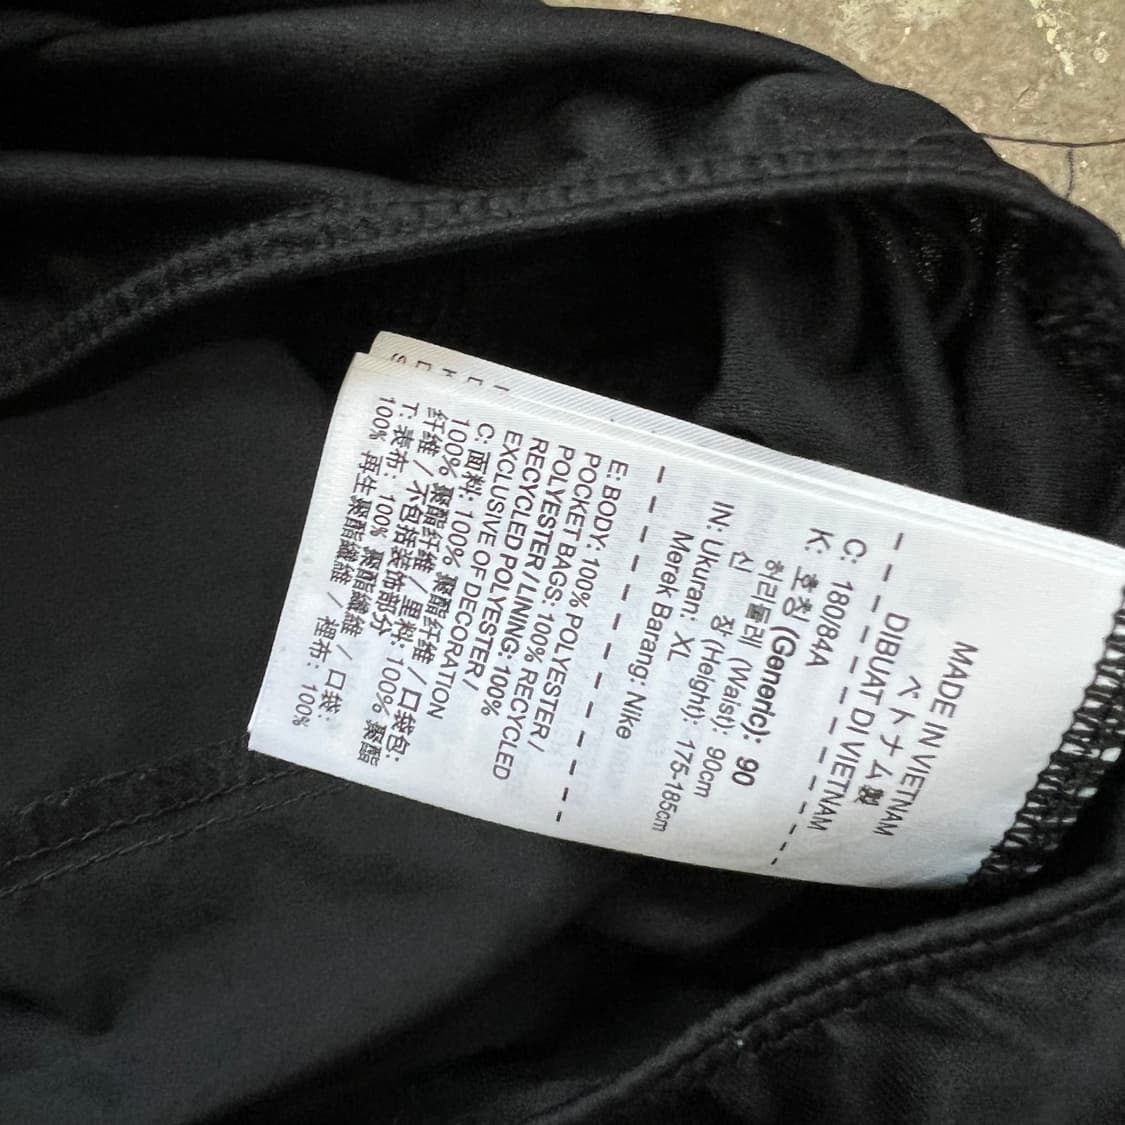 MADE IN VIETNAM
ベトナム製
DIBUAT DI VIETNAM
C: 180/84A
K: 호칭 (Generic): 90
허리둘레 (Waist): 90cm
신 장 (Height): 175-185cm
IN: Ukuran: XL
Merek Barang: Nike
E: BODY: 100% POLYESTER /
POCKET BAGS: 100% RECYCLED
POLYESTER / LINING: 100%
RECYCLED POLYESTER /
EXCLUSIVE OF DECORATION
C: 面料: 100% 聚酯纤维 / 口袋包:
100% 聚酯纤维 / 里料: 100% 聚酯
纤维 / 不包括装饰部分
T: 表布: 100% 聚酯纖維 / 口袋:
100% 再生聚酯纖維 / 裡布: 100%